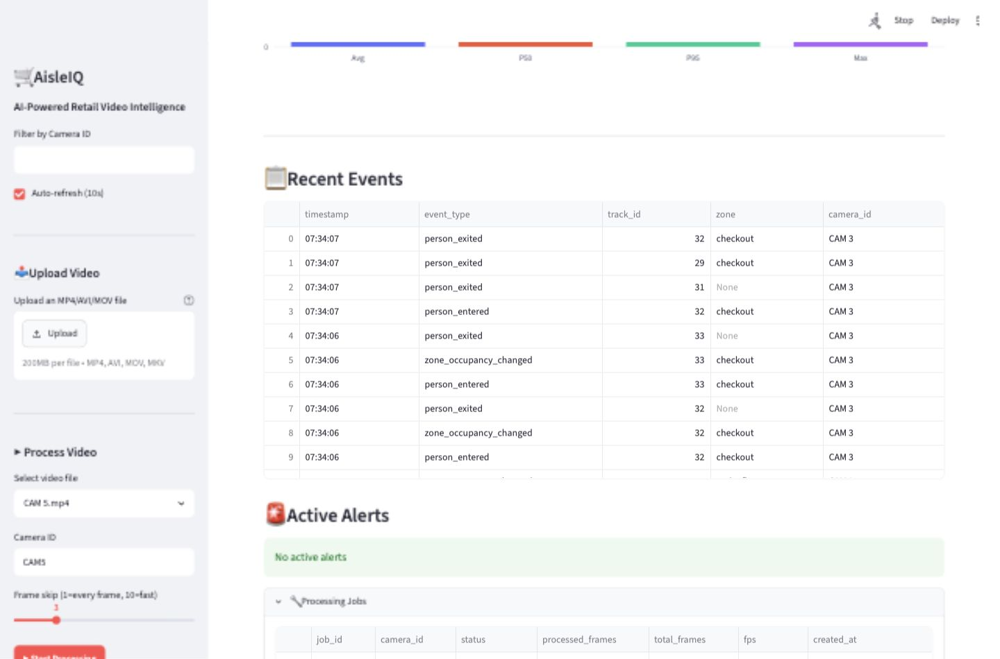 Stop Deploy
0
Avg P50 P95 Max
AisleIQ
AI-Powered Retail Video Intelligence
Filter by Camera ID
Auto-refresh (10s)
Upload Video
Upload an MP4/AVI/MOV file
Upload
200MB per file • MP4, AVI, MOV, MKV
Process Video
Select video file
CAM 5.mp4
Camera ID
CAM5
Frame skip (1=every frame, 10=fast)
3
Start Processing
Recent Events
timestamp event_type track_id zone camera_id
0 07:34:07 person_exited 32 checkout CAM 3
1 07:34:07 person_exited 29 checkout CAM 3
2 07:34:07 person_exited 31 None CAM 3
3 07:34:07 person_entered 32 checkout CAM 3
4 07:34:06 person_exited 33 None CAM 3
5 07:34:06 zone_occupancy_changed 33 checkout CAM 3
6 07:34:06 person_entered 33 checkout CAM 3
7 07:34:06 person_exited 32 None CAM 3
8 07:34:06 zone_occupancy_changed 32 checkout CAM 3
9 07:34:06 person_entered 32 checkout CAM 3
Active Alerts
No active alerts
Processing Jobs
job_id camera_id status processed_frames total_frames fps created_at